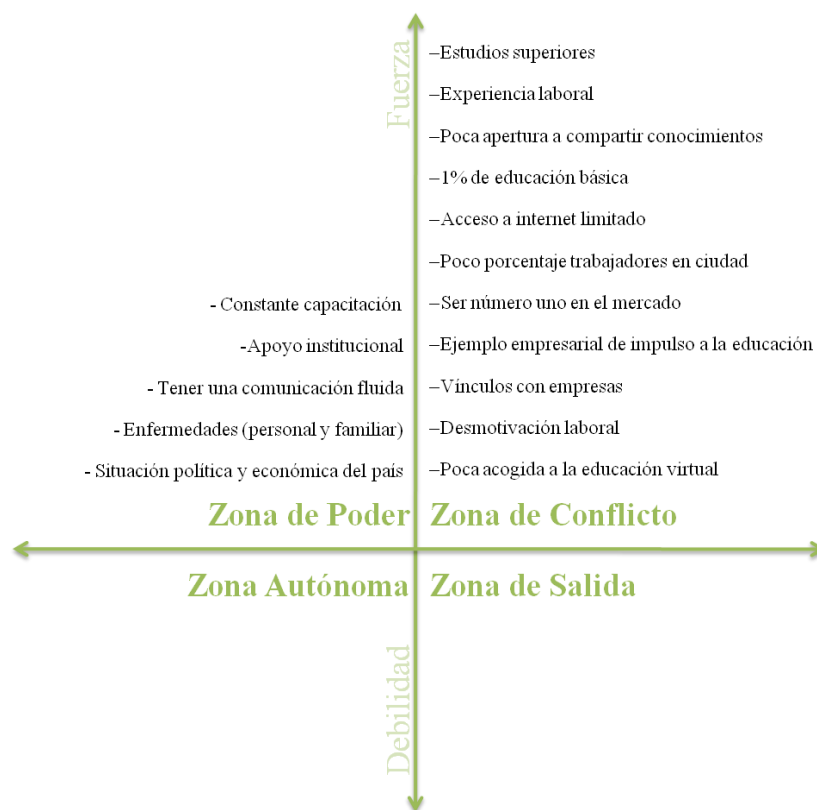 Fuerza
–Estudios superiores
–Experiencia laboral
–Poca apertura a compartir conocimientos
–1% de educación básica
–Acceso a internet limitado
–Poco porcentaje trabajadores en ciudad
- Constante capacitación
–Ser número uno en el mercado
-Apoyo institucional
–Ejemplo empresarial de impulso a la educación
- Tener una comunicación fluida
–Vínculos con empresas
- Enfermedades (personal y familiar)
–Desmotivación laboral
- Situación política y económica del país
–Poca acogida a la educación virtual
Zona de Poder
Zona de Conflicto
Zona Autónoma
Zona de Salida
Debilidad